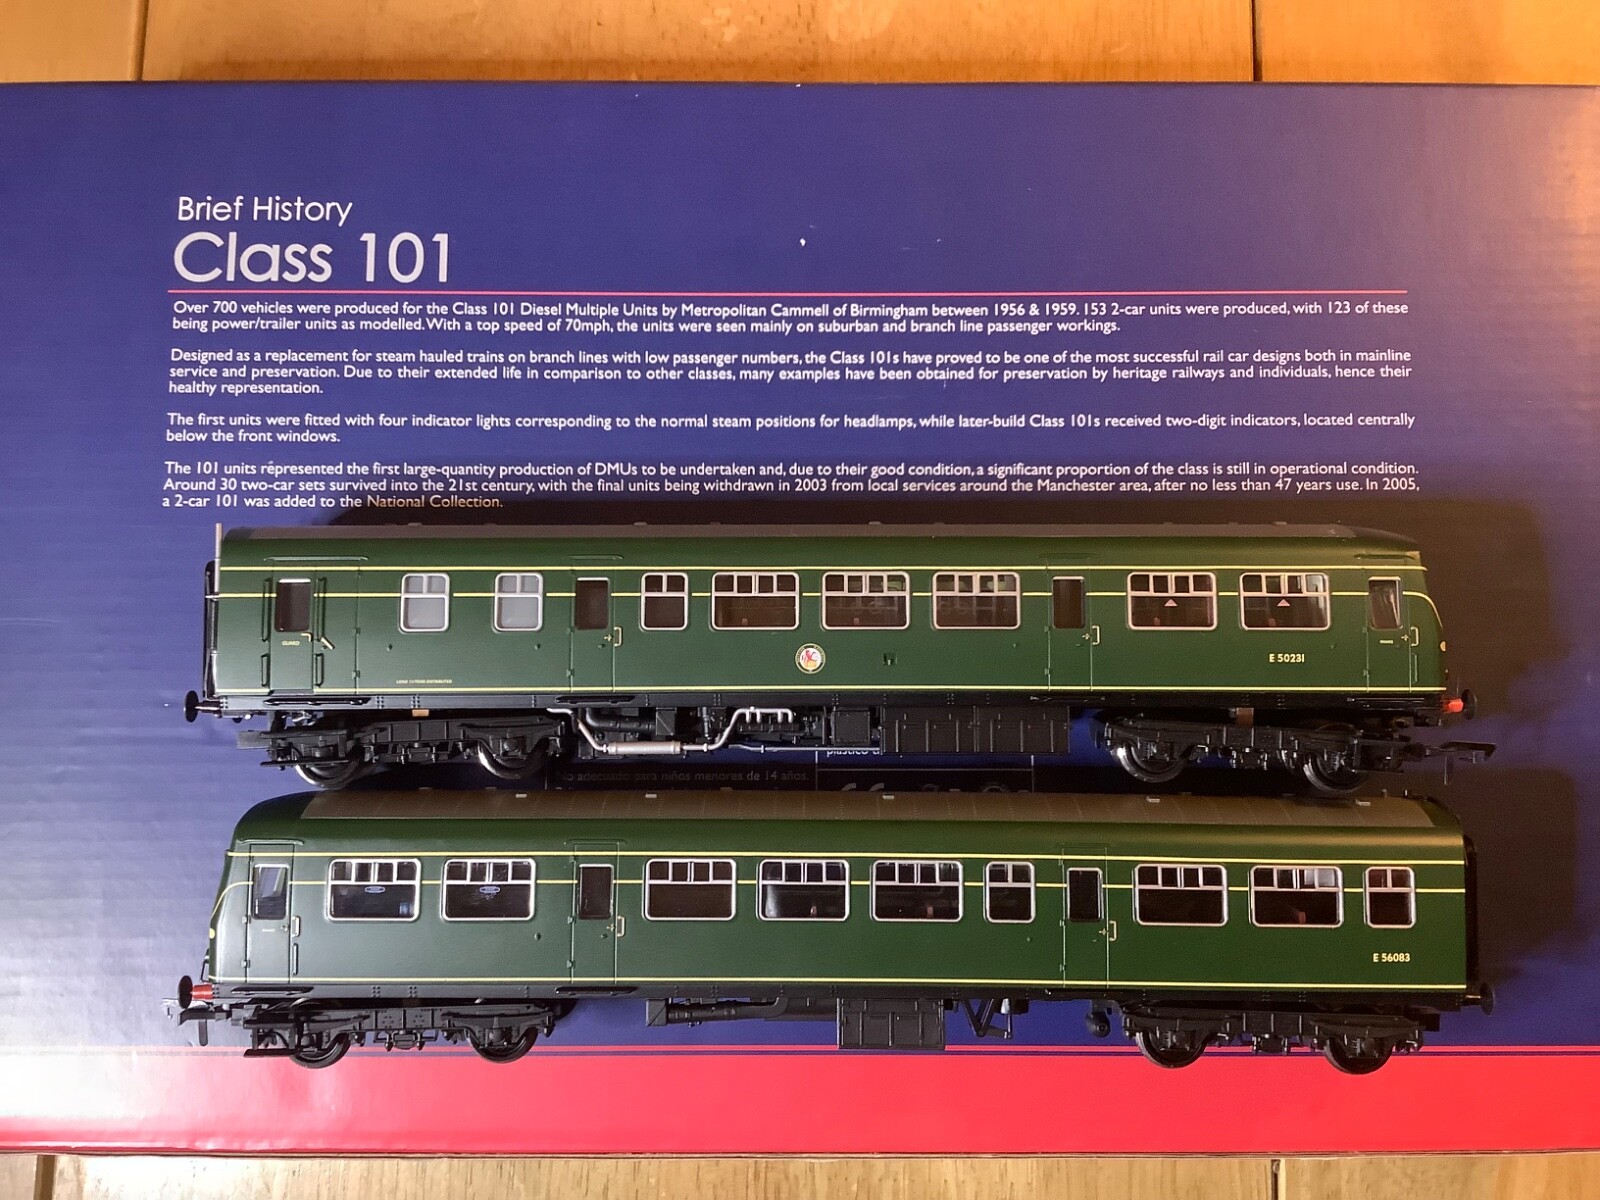 Brief History
Class 101
Over 700 vehicles were produced for the Class 101 Diesel Multiple Units by Metropolitan Cammell of Birmingham between 1956 & 1959. 153 2-car units were produced, with 123 of these
being power/trailer units as modelled. With a top speed of 70mph, the units were seen mainly on suburban and branch line passenger workings.
Designed as a replacement for steam hauled trains on branch lines with low passenger numbers, the Class 101s have proved to be one of the most successful rail car designs both in mainline
service and preservation. Due to their extended life in comparison to other classes, many examples have been obtained for preservation by heritage railways and individuals, hence their
healthy representation.
The first units were fitted with four indicator lights corresponding to the normal steam positions for headlamps, while later-build Class 101s received two-digit indicators, located centrally
below the front windows.
The 101 units represented the first large-quantity production of DMUs to be undertaken and, due to their good condition, a significant proportion of the class is still in operational condition.
Around 30 two-car sets survived into the 21st century, with the final units being withdrawn in 2003 from local services around the Manchester area, after no less than 47 years use. In 2005,
a 2-car 101 was added to the National Collection.
GUARD
E 50231
No adecuado para niños menores de 14 años.
E 56083